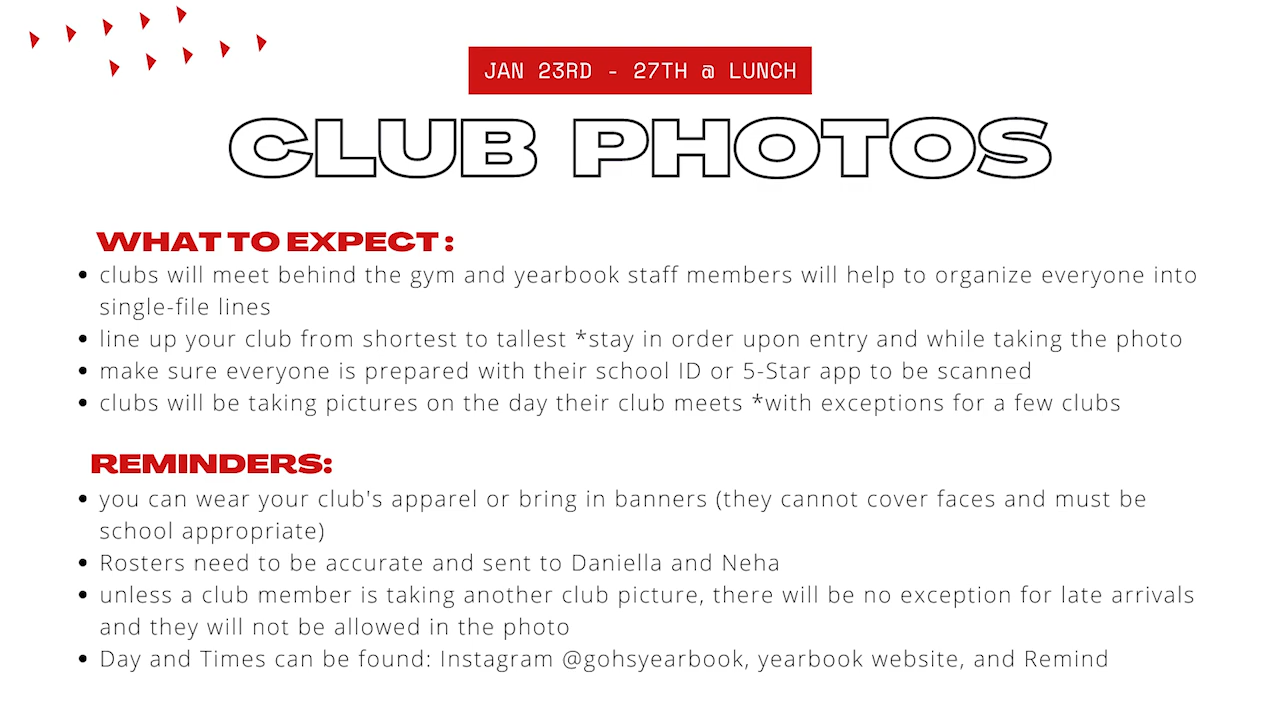 JAN 23RD - 27TH @ LUNCH
CLUB PHOTOS
WHAT TO EXPECT:
• clubs will meet behind the gym and yearbook staff members will help to organize everyone into
single-file lines
• line up your club from shortest to tallest *stay in order upon entry and while taking the photo
• make sure everyone is prepared with their school ID or 5-Star app to be scanned
• clubs will be taking pictures on the day their club meets *with exceptions for a few clubs
REMINDERS:
• you can wear your club's apparel or bring in banners (they cannot cover faces and must be
school appropriate)
• Rosters need to be accurate and sent to Daniella and Neha
• unless a club member is taking another club picture, there will be no exception for late arrivals
and they will not be allowed in the photo
• Day and Times can be found: Instagram @gohsyearbook, yearbook website, and Remind